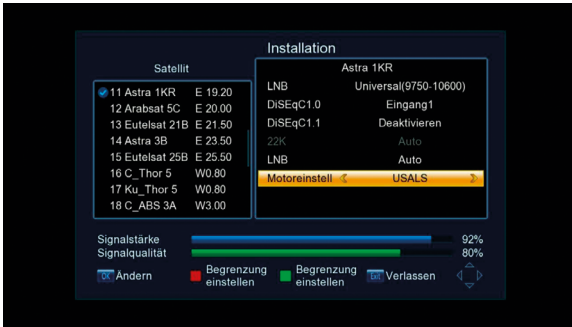 Installation
Satellit
11 Astra 1KR E 19.20
12 Arabsat 5C E 20.00
13 Eutelsat 21B E 21.50
14 Astra 3B E 23.50
15 Eutelsat 25B E 25.50
16 C_Thor 5 W0.80
17 Ku_Thor 5 W0.80
18 C_ABS 3A W3.00
Astra 1KR
LNB Universal(9750-10600)
DiSEqC1.0 Eingang1
DiSEqC1.1 Deaktivieren
22K Auto
LNB Auto
Motoreinstell USALS
Signalstärke 92%
Signalqualität 80%
OK Ändern
Begrenzung
einstellen
Begrenzung
einstellen
Exit Verlassen